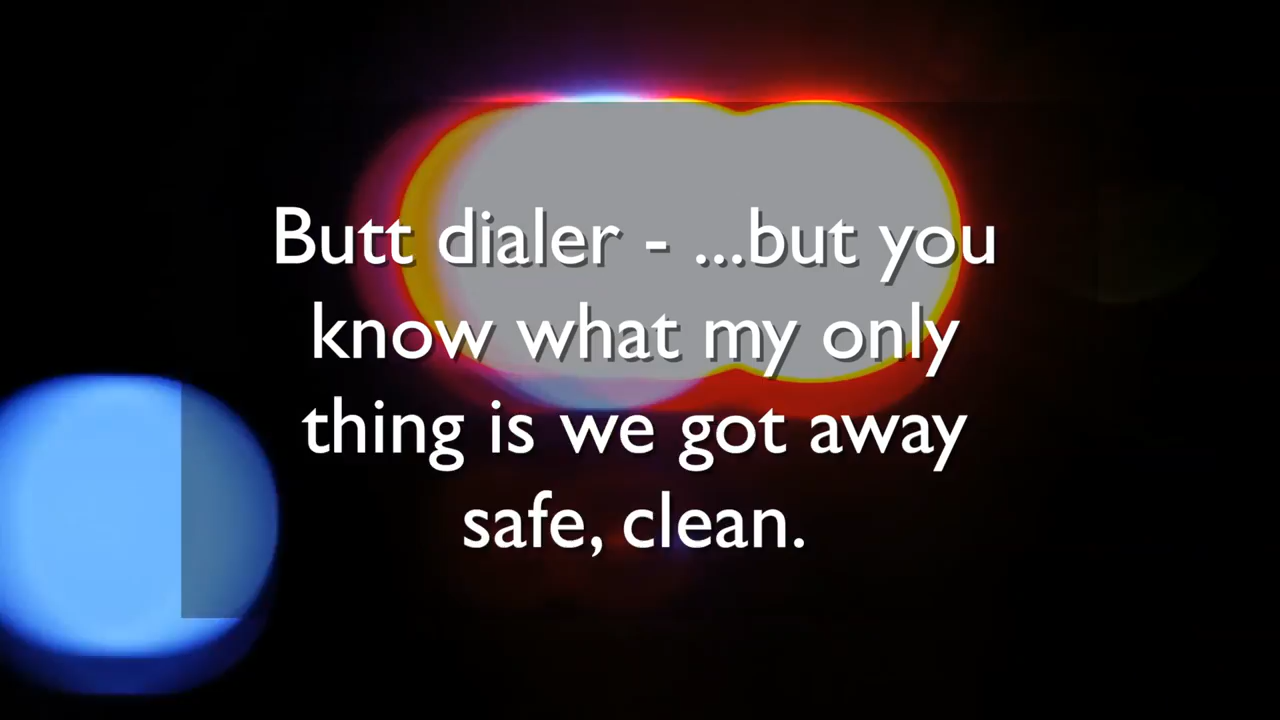 Butt dialer - ...but you
know what my only
thing is we got away
safe, clean.